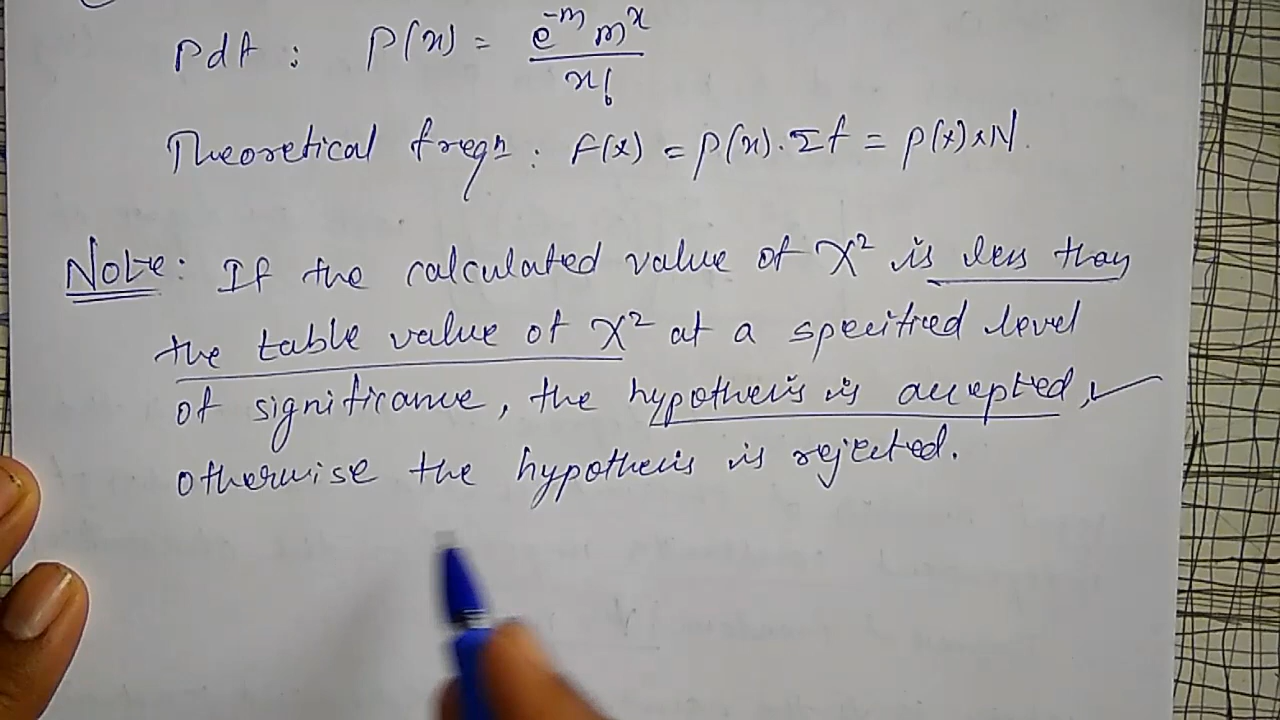 Pdf : P(x) = e^-m m^x / x!
Theoretical freqn : F(x) = P(x).Σf = P(x)×N.
Note: If the calculated value of χ² is less than
the table value of χ² at a specified level
of significance, the hypothesis is accepted, ✓
otherwise the hypothesis is rejected.